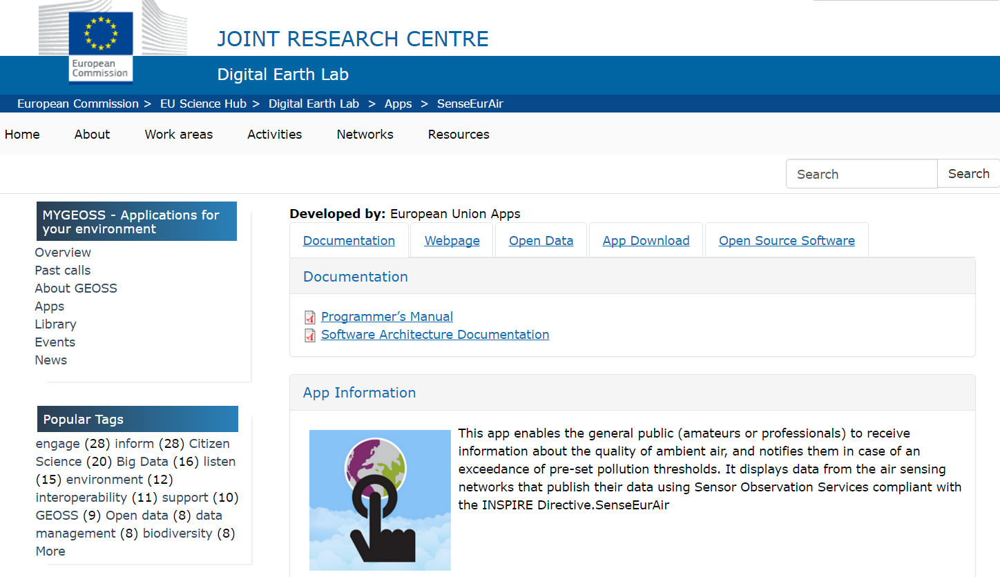 JOINT RESEARCH CENTRE
European
Commission
Digital Earth Lab
European Commission > EU Science Hub > Digital Earth Lab > Apps > SenseEurAir
Home About Work areas Activities Networks Resources
Search Search
MYGEOSS - Applications for
your environment
Overview
Past calls
About GEOSS
Apps
Library
Events
News
Popular Tags
engage (28) inform (28) Citizen
Science (20) Big Data (16) listen
(15) environment (12)
interoperability (11) support (10)
GEOSS (9) Open data (8) data
management (8) biodiversity (8)
More
Developed by: European Union Apps
Documentation Webpage Open Data App Download Open Source Software
Documentation
Programmer’s Manual
Software Architecture Documentation
App Information
This app enables the general public (amateurs or professionals) to receive
information about the quality of ambient air, and notifies them in case of an
exceedance of pre-set pollution thresholds. It displays data from the air sensing
networks that publish their data using Sensor Observation Services compliant with
the INSPIRE Directive.SenseEurAir